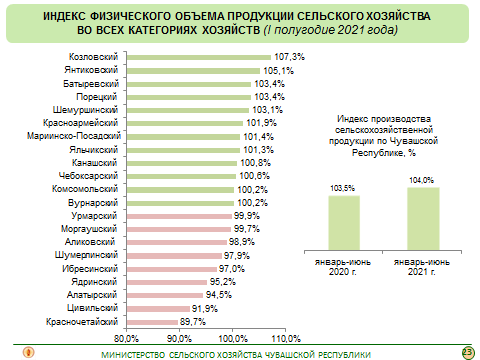 ИНДЕКС ФИЗИЧЕСКОГО ОБЪЕМА ПРОДУКЦИИ СЕЛЬСКОГО ХОЗЯЙСТВА
ВО ВСЕХ КАТЕГОРИЯХ ХОЗЯЙСТВ (I полугодие 2021 года)
Козловский 107,3%
Янтиковский 105,1%
Батыревский 103,4%
Порецкий 103,4%
Шемуршинский 103,1%
Красноармейский 101,9%
Мариинско-Посадский 101,4%
Яльчикский 101,3%
Канашский 100,8%
Чебоксарский 100,6%
Комсомольский 100,2%
Вурнарский 100,2%
Урмарский 99,9%
Моргаушский 99,7%
Аликовский 98,9%
Шумерлинский 97,9%
Ибресинский 97,0%
Ядринский 95,2%
Алатырский 94,5%
Цивильский 91,9%
Красночетайский 89,7%
80,0% 90,0% 100,0% 110,0%
Индекс производства
сельскохозяйственной
продукции по Чувашской
Республике, %
103,5% 104,0%
январь-июнь январь-июнь
2020 г. 2021 г.
МИНИСТЕРСТВО СЕЛЬСКОГО ХОЗЯЙСТВА ЧУВАШСКОЙ РЕСПУБЛИКИ
23